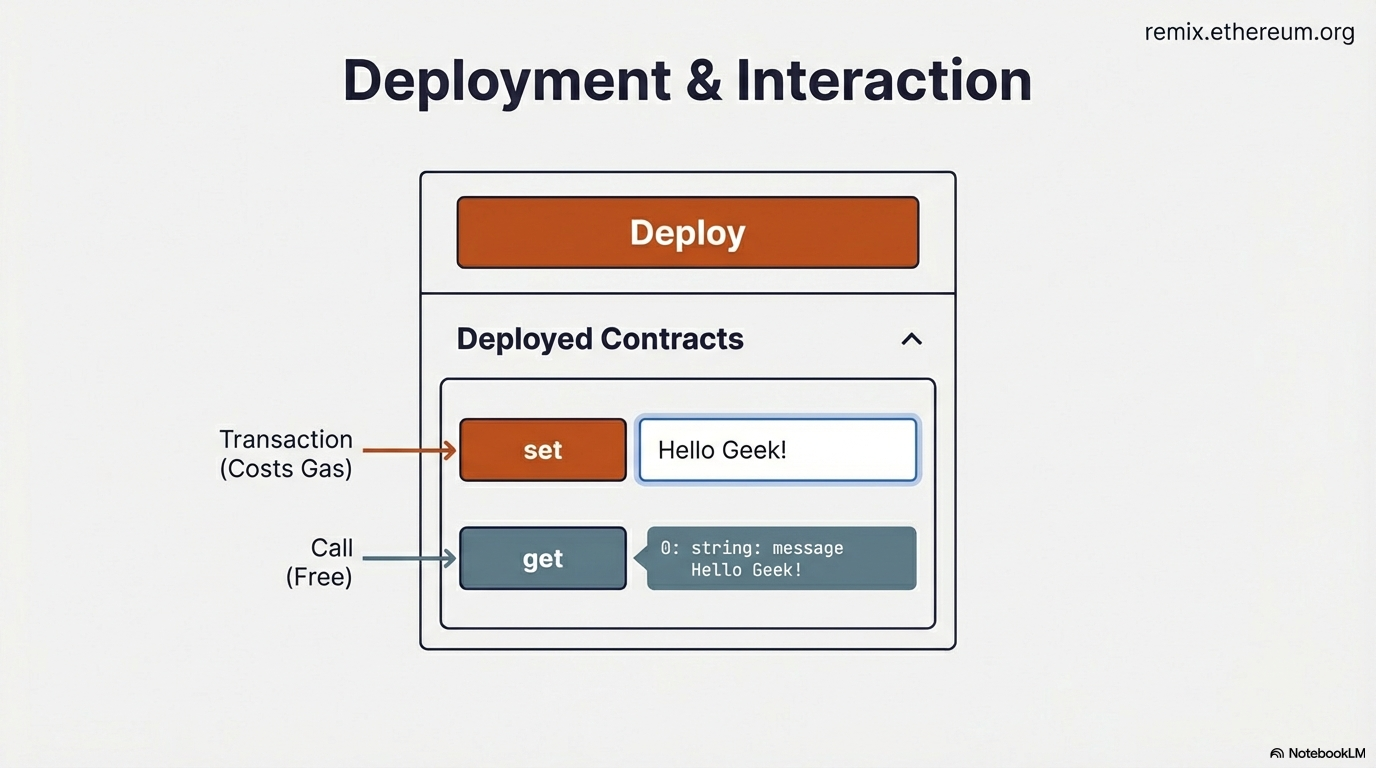 remix.ethereum.org
Deployment & Interaction
Deploy
Deployed Contracts
Transaction
(Costs Gas)
set
Hello Geek!
Call
(Free)
get
0: string: message
Hello Geek!
NotebookLM